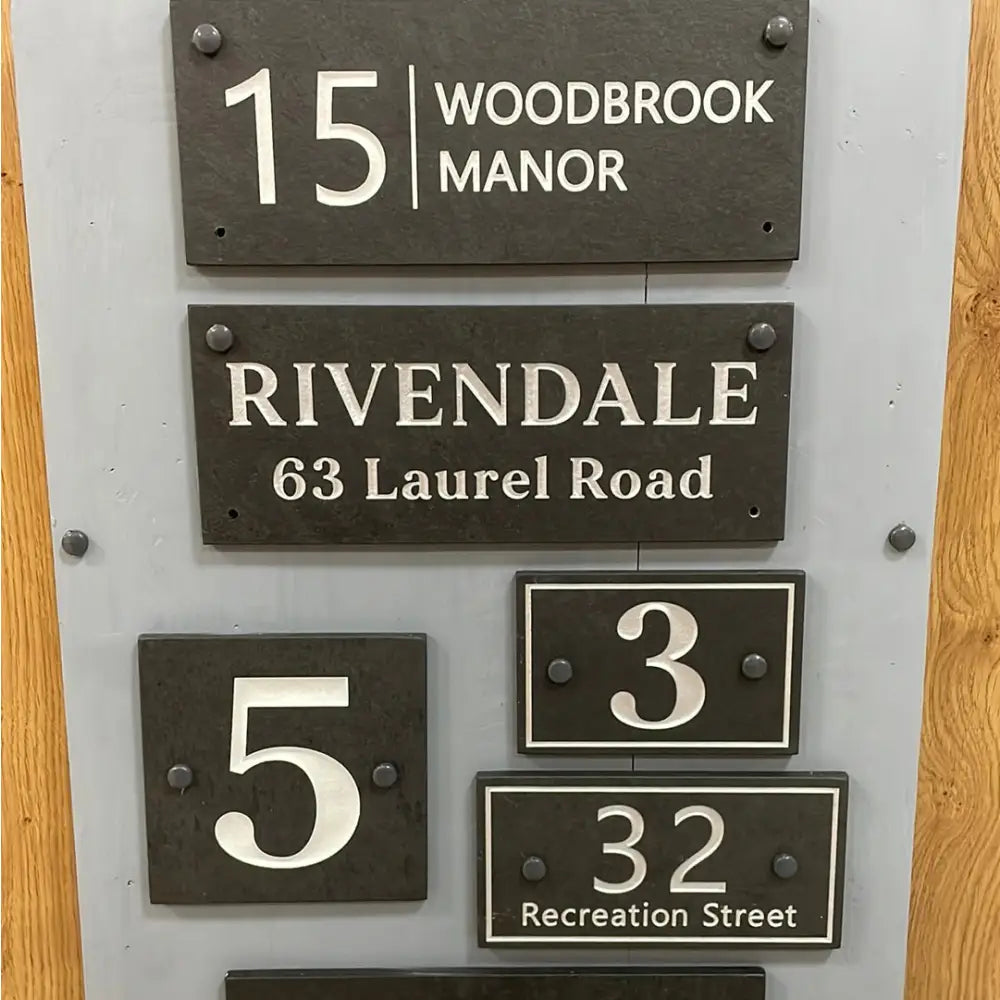 15
WOODBROOK
MANOR
RIVENDALE
63 Laurel Road
3
5
32
Recreation Street